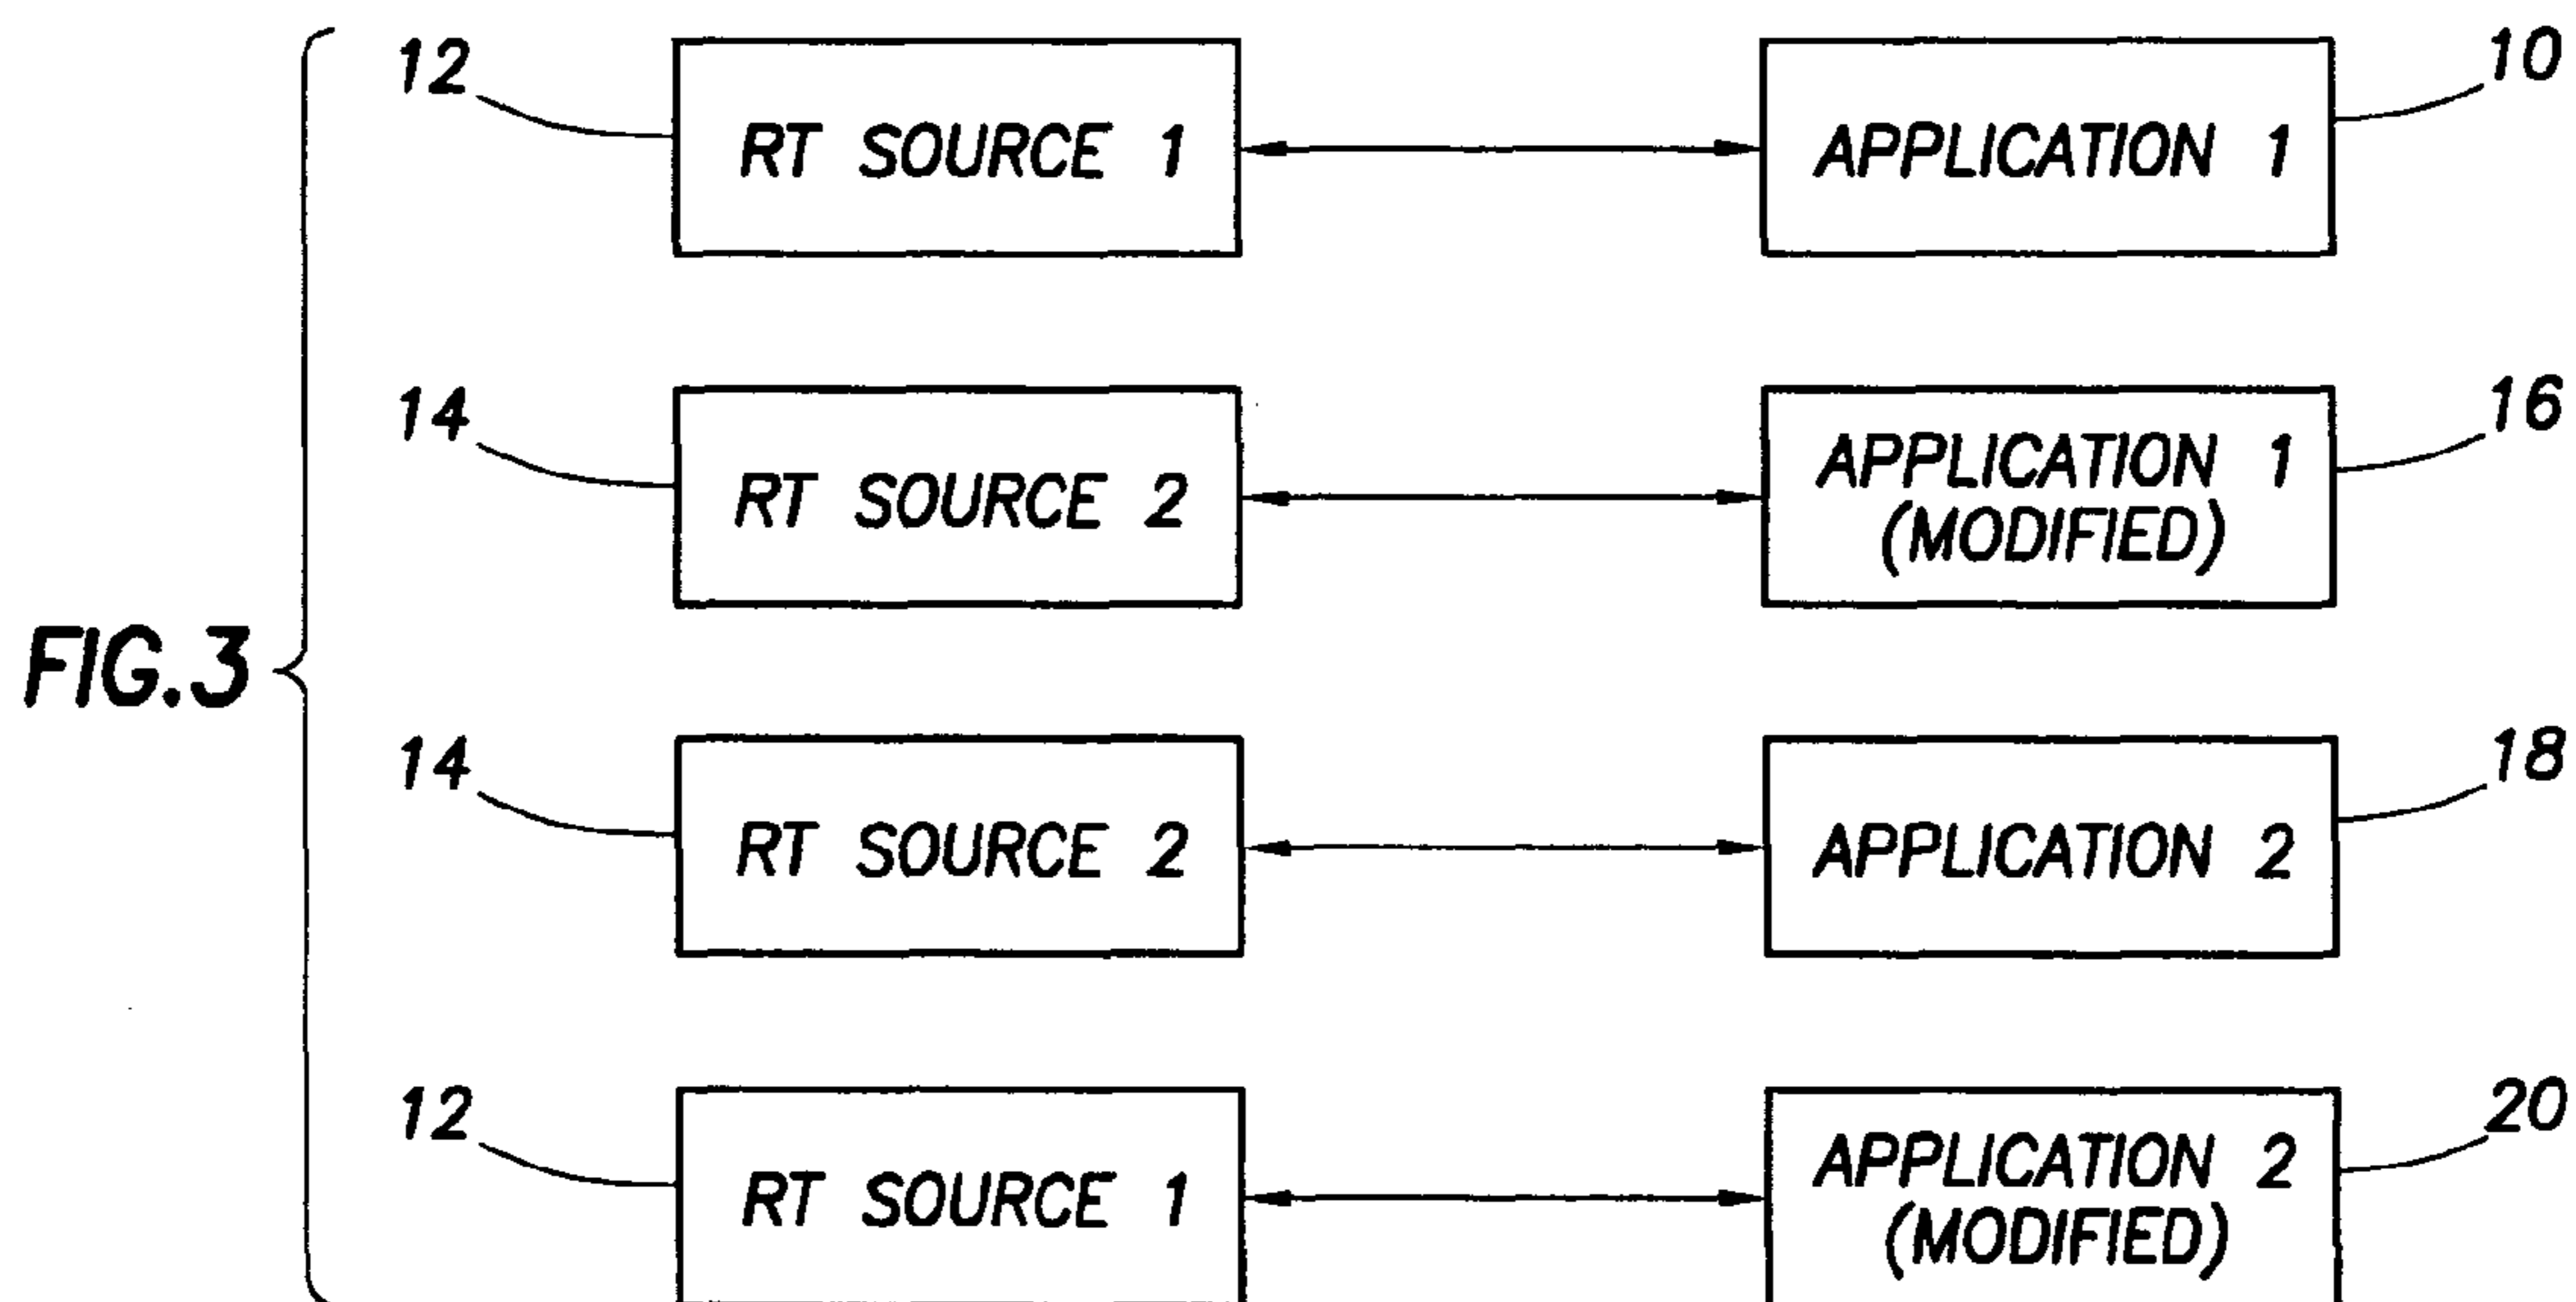 12
RT SOURCE 1
APPLICATION 1
10
14
RT SOURCE 2
APPLICATION 1
(MODIFIED)
16
FIG.3
14
RT SOURCE 2
APPLICATION 2
18
12
RT SOURCE 1
APPLICATION 2
(MODIFIED)
20